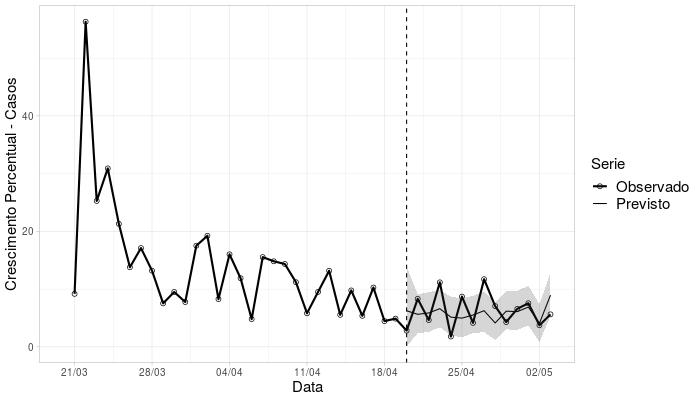 Crescimento Percentual - Casos
40
20
0
21/03
28/03
04/04
11/04
18/04
25/04
02/05
Data
Serie
Observado
Previsto